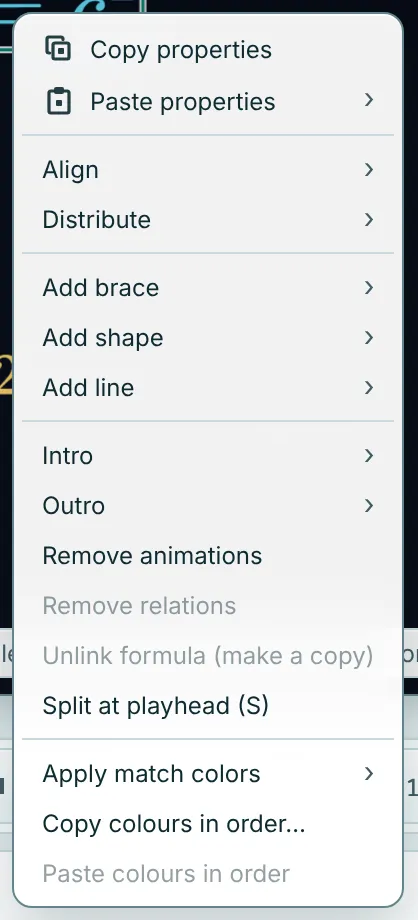 Copy properties
Paste properties
Align
Distribute
Add brace
Add shape
Add line
Intro
Outro
Remove animations
Remove relations
Unlink formula (make a copy)
Split at playhead (S)
Apply match colors
Copy colours in order...
Paste colours in order